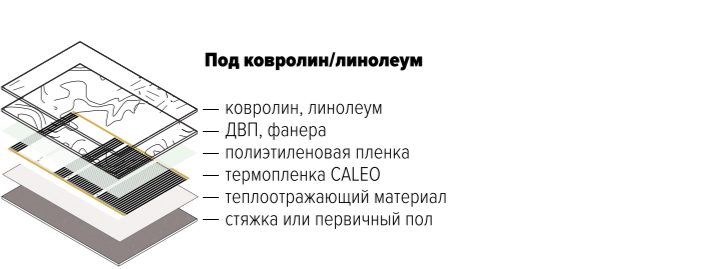 Под ковролин/линолеум
— ковролин, линолеум
— ДВП, фанера
— полиэтиленовая пленка
— термопленка CALEO
— теплоотражающий материал
— стяжка или первичный пол